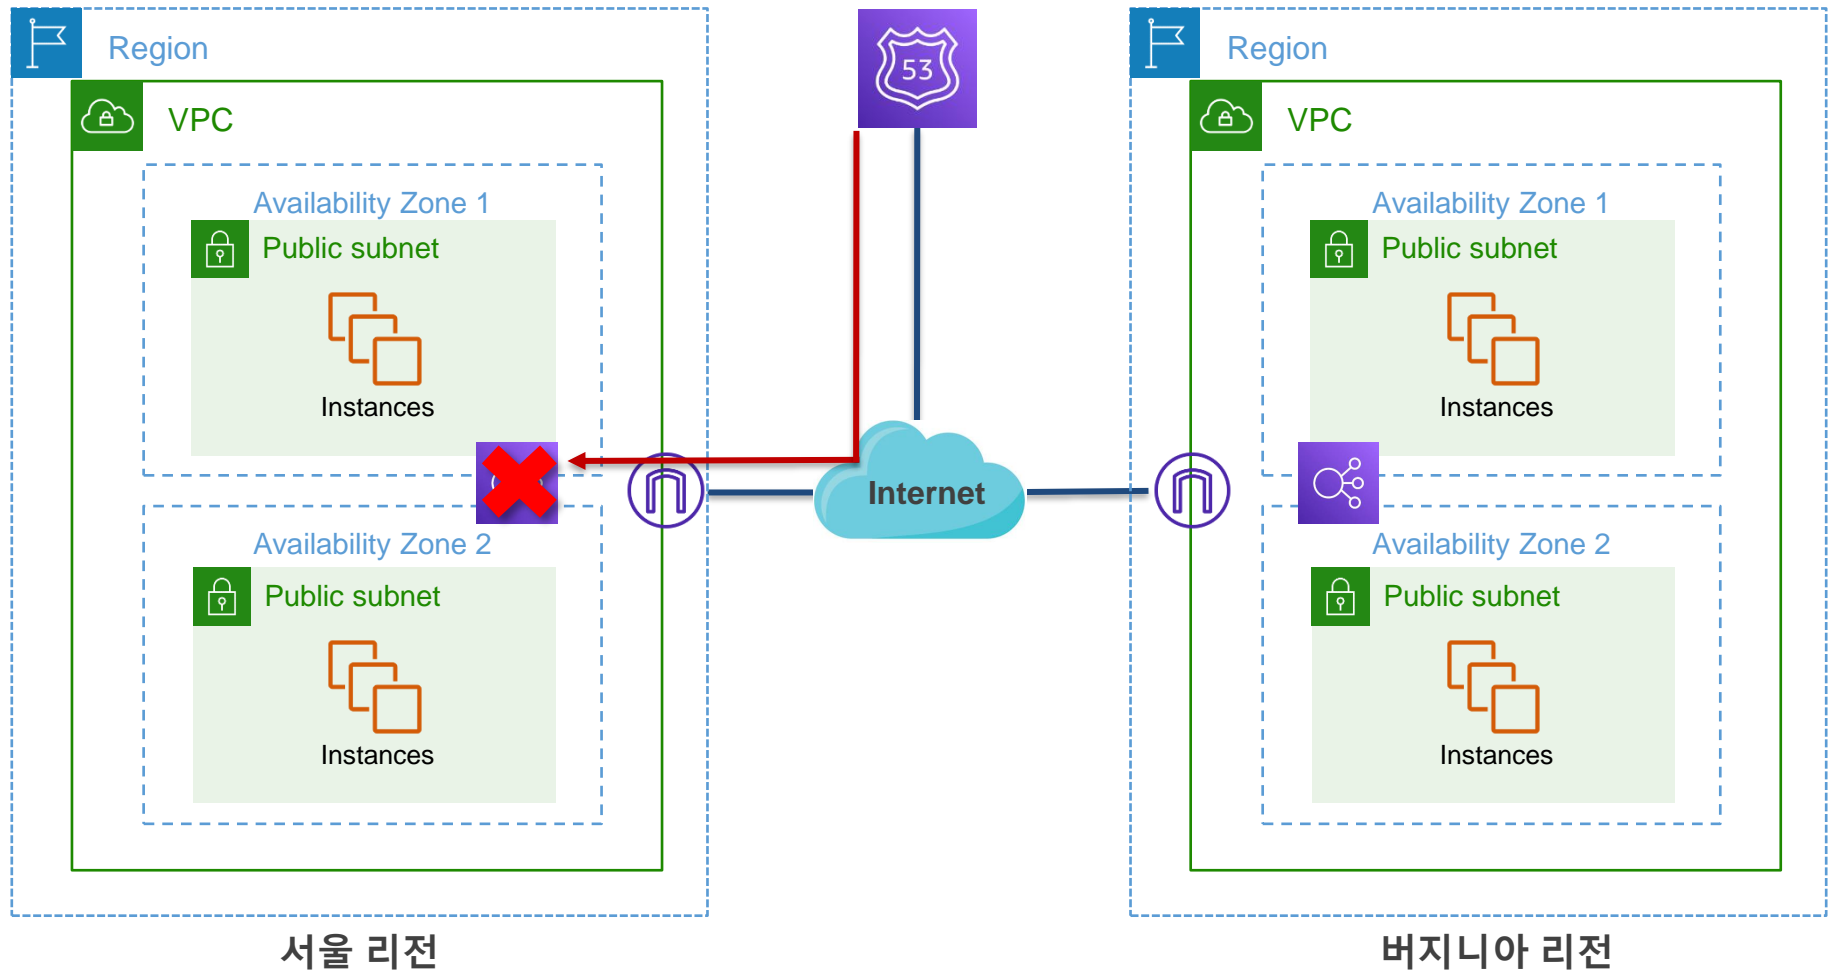 Region
VPC
Availability Zone 1
Public subnet
Instances
Availability Zone 2
Public subnet
Instances
서울 리전
53
Internet
Region
VPC
Availability Zone 1
Public subnet
Instances
Availability Zone 2
Public subnet
Instances
버지니아 리전